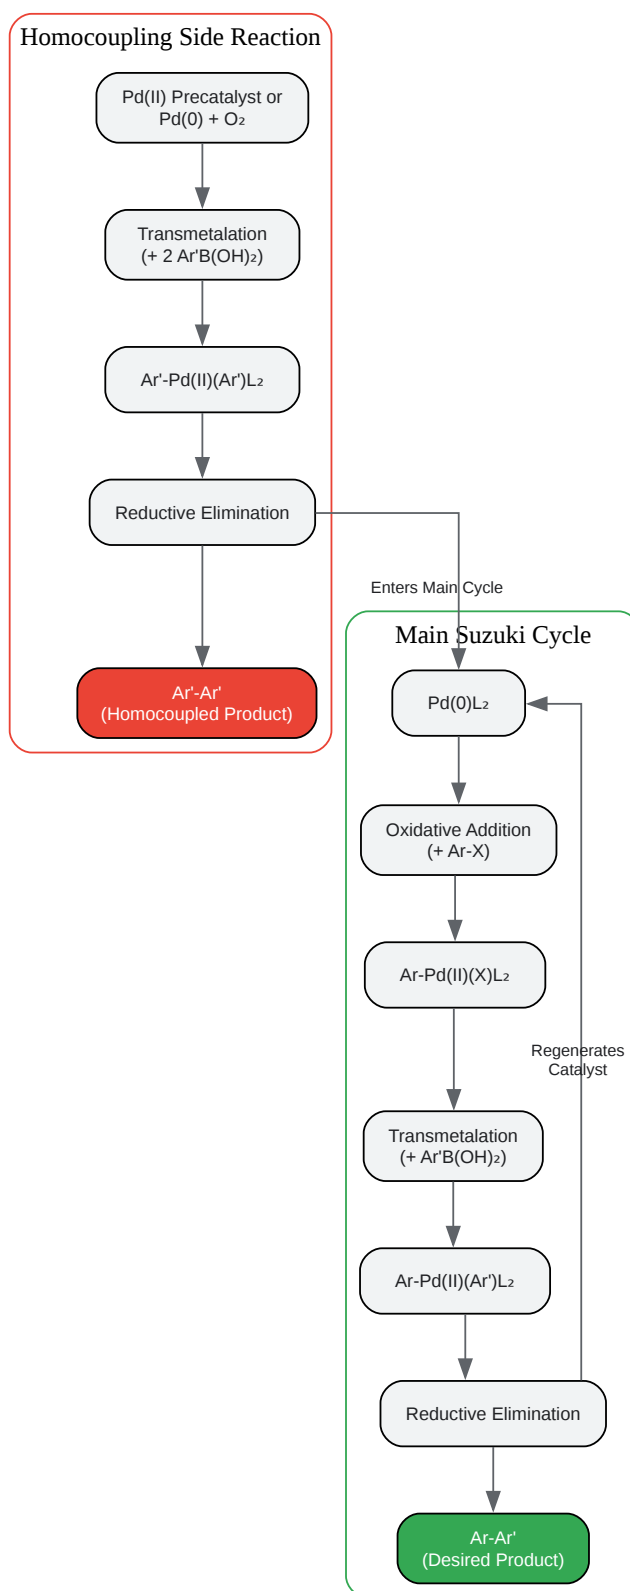 Homocoupling Side Reaction
Pd(II) Precatalyst or
Pd(0) + O₂
Transmetalation
(+ 2 Ar'B(OH)₂)
Ar'-Pd(II)(Ar')L₂
Reductive Elimination
Ar'-Ar'
(Homocoupled Product)
Enters Main Cycle
Main Suzuki Cycle
Pd(0)L₂
Oxidative Addition
(+ Ar-X)
Ar-Pd(II)(X)L₂
Regenerates
Catalyst
Transmetalation
(+ Ar'B(OH)₂)
Ar-Pd(II)(Ar')L₂
Reductive Elimination
Ar-Ar'
(Desired Product)